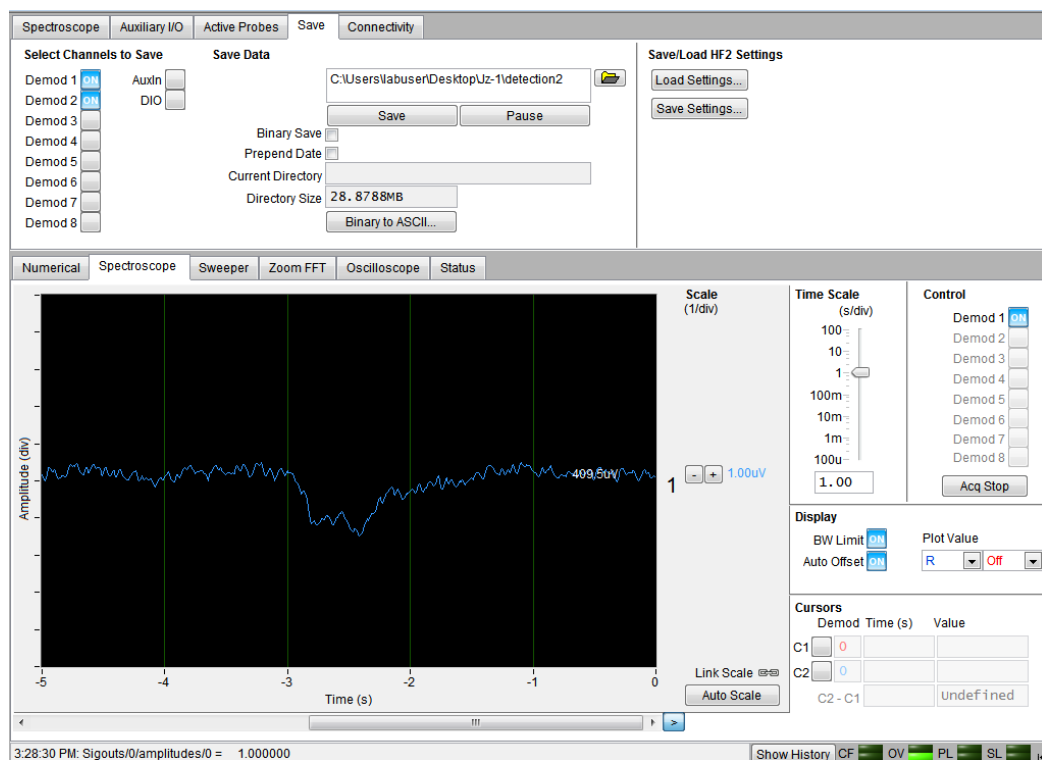 Spectroscope Auxiliary I/O Active Probes Save Connectivity
Select Channels to Save Save Data Save/Load HF2 Settings
Demod 1 ON AuxIn C:\Users\labuser\Desktop\Jz-1\detection2 Load Settings...
Demod 2 ON DIO
Demod 3 Save Pause Save Settings...
Demod 4 Binary Save
Demod 5 Prepend Date
Demod 6 Current Directory
Demod 7 Directory Size 28.8788MB
Demod 8 Binary to ASCII...
Numerical Spectroscope Sweeper Zoom FFT Oscilloscope Status
Scale
(1/div)
Amplitude (div)
409.5uV
1 - + 1.00uV
-5 -4 -3 -2 -1 0
Time (s)
Link Scale
Auto Scale
>
Time Scale
(s/div)
100
10
1
100m
10m
1m
100u
1.00
Control
Demod 1 ON
Demod 2
Demod 3
Demod 4
Demod 5
Demod 6
Demod 7
Demod 8
Acq Stop
Display
BW Limit ON Plot Value
Auto Offset ON R Off
Cursors
Demod Time (s) Value
C1 0
C2 0
C2 - C1 Undefined
3:28:30 PM: Sigouts/0/amplitudes/0 = 1.000000 Show History CF OV PL SL